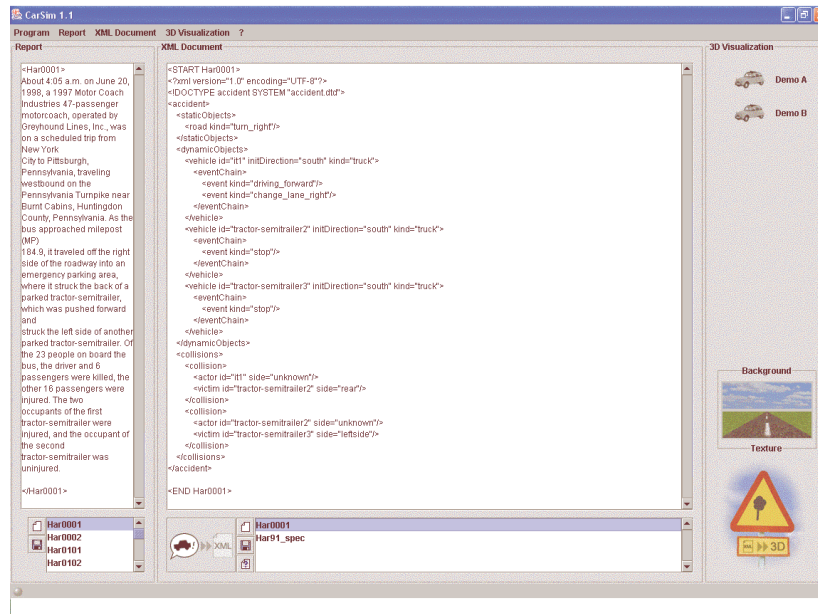 CarSim 1.1
Program Report XML Document 3D Visualization ?
Report
<Har0001>
About 4:05 a.m. on June 20,
1998, a 1997 Motor Coach
Industries 47-passenger
motorcoach, operated by
Greyhound Lines, Inc., was
on a scheduled trip from
New York
City to Pittsburgh,
Pennsylvania, traveling
westbound on the
Pennsylvania Turnpike near
Burnt Cabins, Huntingdon
County, Pennsylvania. As the
bus approached milepost
(MP)
184.9, it traveled off the right
side of the roadway into an
emergency parking area,
where it struck the back of a
parked tractor-semitrailer,
which was pushed forward
and
struck the left side of another
parked tractor-semitrailer. Of
the 23 people on board the
bus, the driver and 6
passengers were killed, the
other 16 passengers were
injured. The two
occupants of the first
tractor-semitrailer were
injured, and the occupant of
the second
tractor-semitrailer was
uninjured.
</Har0001>
Har0001
Har0002
Har0101
Har0102
XML Document
<START Har0001>
<?xml version="1.0" encoding="UTF-8"?>
<!DOCTYPE accident SYSTEM "accident.dtd">
<accident>
<staticObjects>
<road kind="turn_right"/>
</staticObjects>
<dynamicObjects>
<vehicle id="it1" initDirection="south" kind="truck">
<eventChain>
<event kind="driving_forward"/>
<event kind="change_lane_right"/>
</eventChain>
</vehicle>
<vehicle id="tractor-semitrailer2" initDirection="south" kind="truck">
<eventChain>
<event kind="stop"/>
</eventChain>
</vehicle>
<vehicle id="tractor-semitrailer3" initDirection="south" kind="truck">
<eventChain>
<event kind="stop"/>
</eventChain>
</vehicle>
</dynamicObjects>
<collisions>
<collision>
<actor id="it1" side="unknown"/>
<victim id="tractor-semitrailer2" side="rear"/>
</collision>
<collision>
<actor id="tractor-semitrailer2" side="unknown"/>
<victim id="tractor-semitrailer3" side="leftside"/>
</collision>
</collisions>
</accident>
<END Har0001>
XML
Har0001
Har91_spec
3D Visualization
Demo A
Demo B
Background
Texture
XML 3D